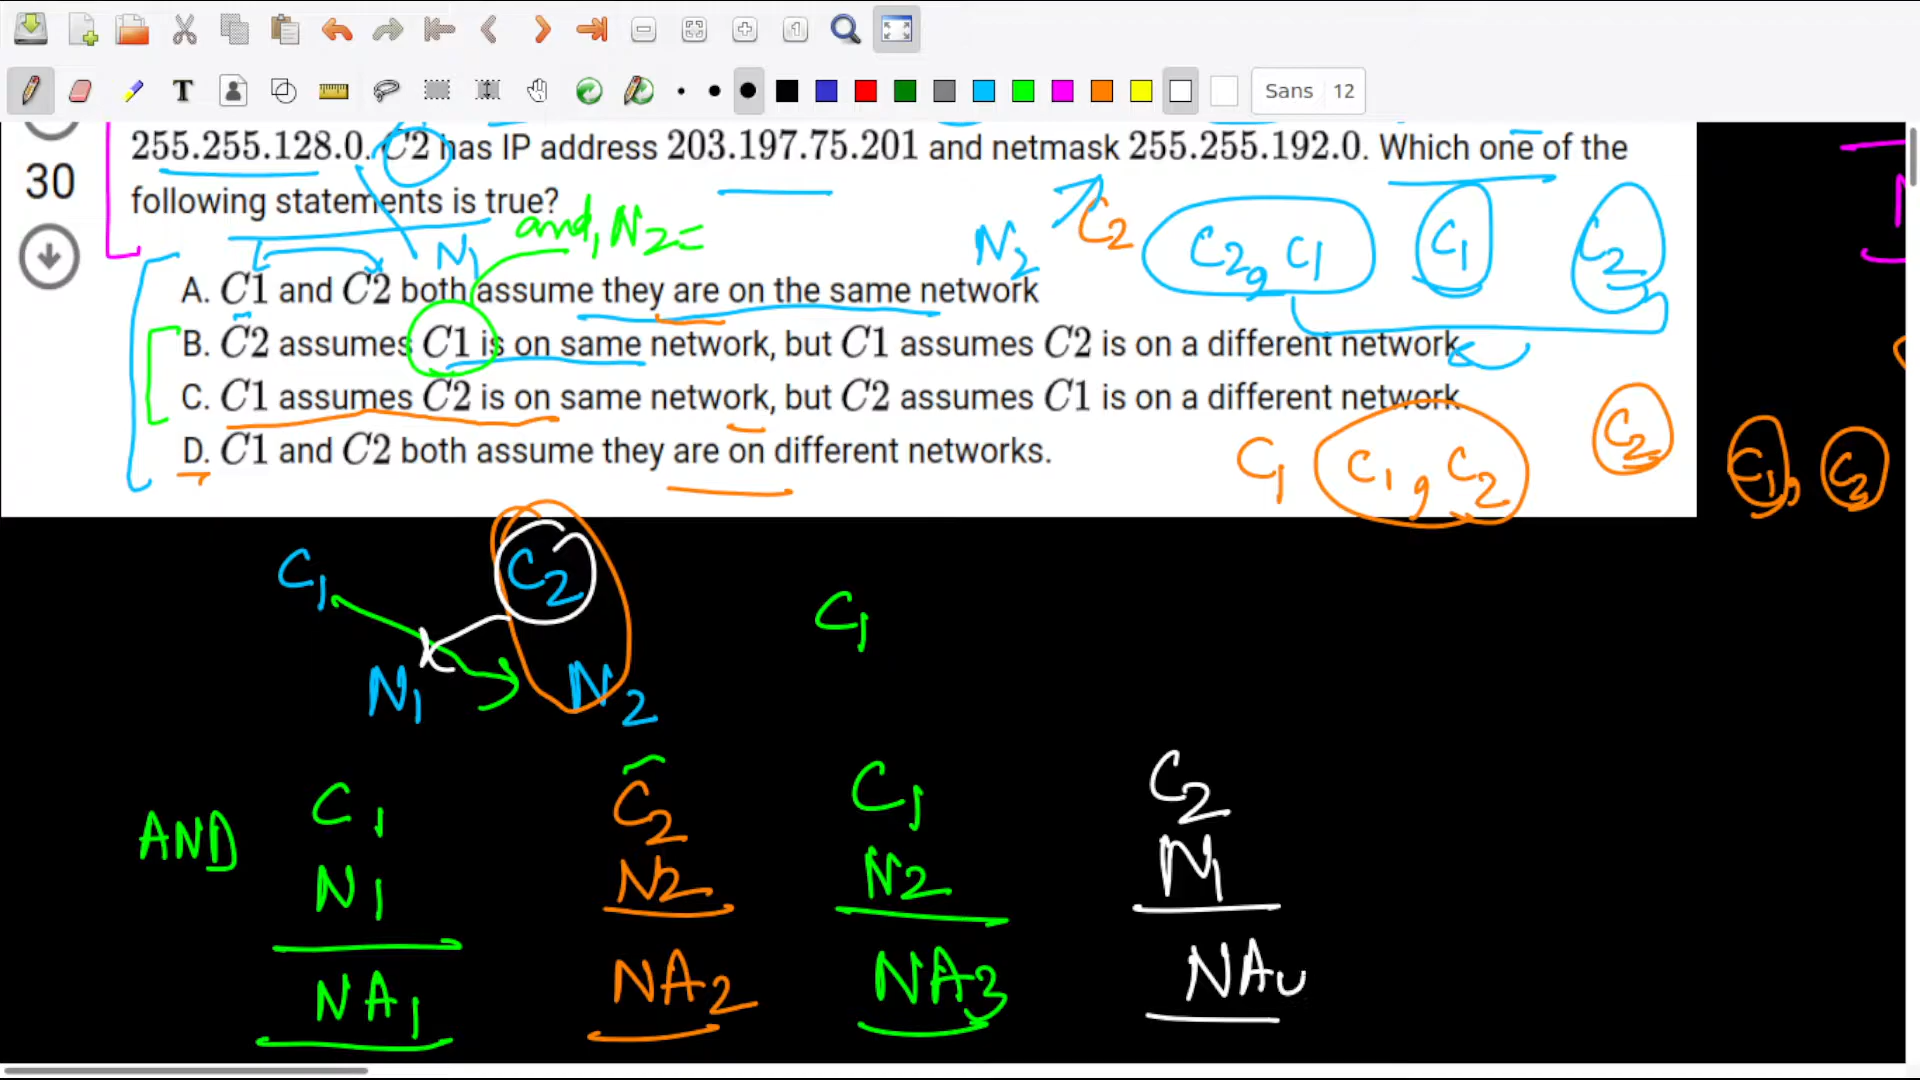 Sans 12
255.255.128.0. C2 has IP address 203.197.75.201 and netmask 255.255.192.0. Which one of the
30
following statements is true?
and, N2=
N1
N2
C2
C2, C1
C1
C2
A. C1 and C2 both assume they are on the same network
B. C2 assumes C1 is on same network, but C1 assumes C2 is on a different network
C. C1 assumes C2 is on same network, but C2 assumes C1 is on a different network
D. C1 and C2 both assume they are on different networks.
C1
C1, C2
C2
C1, C2
C1 C2 C1
N1 N2
AND C1 C2 C1 C2
N1 N2 N2 N1
NA1 NA2 NA3